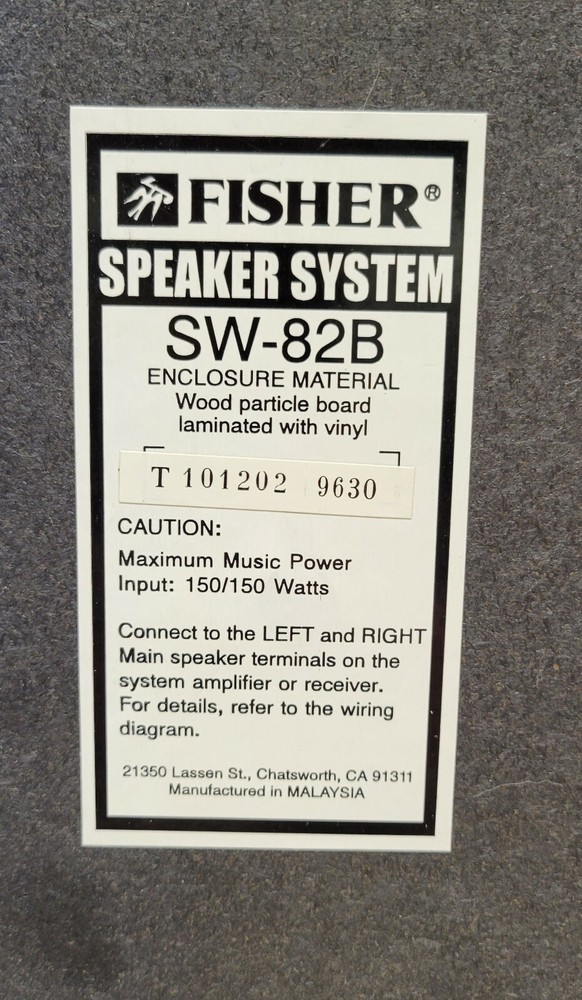 FISHER®
SPEAKER SYSTEM
SW-82B
ENCLOSURE MATERIAL
Wood particle board
laminated with vinyl
T 101202 9630
CAUTION:
Maximum Music Power
Input: 150/150 Watts
Connect to the LEFT and RIGHT
Main speaker terminals on the
system amplifier or receiver.
For details, refer to the wiring
diagram.
21350 Lassen St., Chatsworth, CA 91311
Manufactured in MALAYSIA